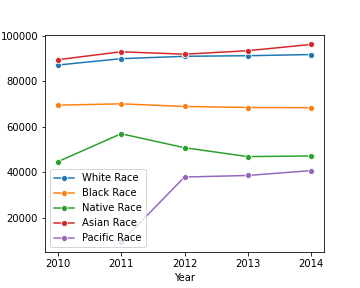 100000
80000
60000
40000
20000
White Race
Black Race
Native Race
Asian Race
Pacific Race
2010 2011 2012 2013 2014
Year